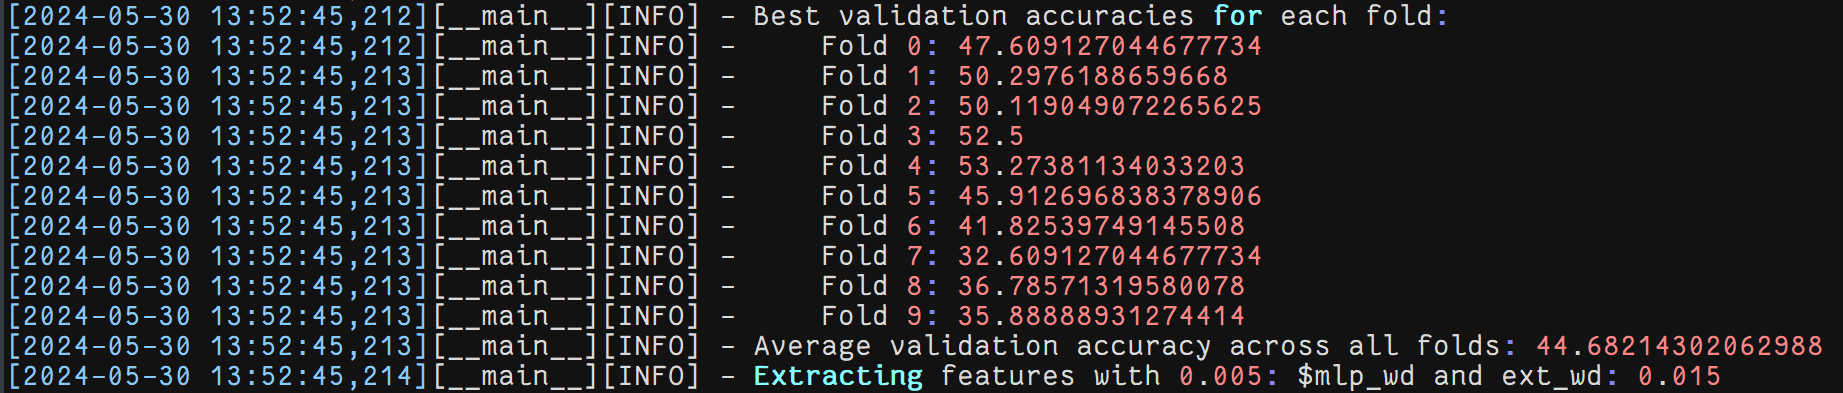 [2024-05-30 13:52:45,212][__main__][INFO] - Best validation accuracies for each fold:
[2024-05-30 13:52:45,212][__main__][INFO] -     Fold 0: 47.609127044677734
[2024-05-30 13:52:45,213][__main__][INFO] -     Fold 1: 50.2976188659668
[2024-05-30 13:52:45,213][__main__][INFO] -     Fold 2: 50.119049072265625
[2024-05-30 13:52:45,213][__main__][INFO] -     Fold 3: 52.5
[2024-05-30 13:52:45,213][__main__][INFO] -     Fold 4: 53.27381134033203
[2024-05-30 13:52:45,213][__main__][INFO] -     Fold 5: 45.912696838378906
[2024-05-30 13:52:45,213][__main__][INFO] -     Fold 6: 41.82539749145508
[2024-05-30 13:52:45,213][__main__][INFO] -     Fold 7: 32.609127044677734
[2024-05-30 13:52:45,213][__main__][INFO] -     Fold 8: 36.78571319580078
[2024-05-30 13:52:45,213][__main__][INFO] -     Fold 9: 35.88888931274414
[2024-05-30 13:52:45,213][__main__][INFO] - Average validation accuracy across all folds: 44.68214302062988
[2024-05-30 13:52:45,214][__main__][INFO] - Extracting features with 0.005: $mlp_wd and ext_wd: 0.015